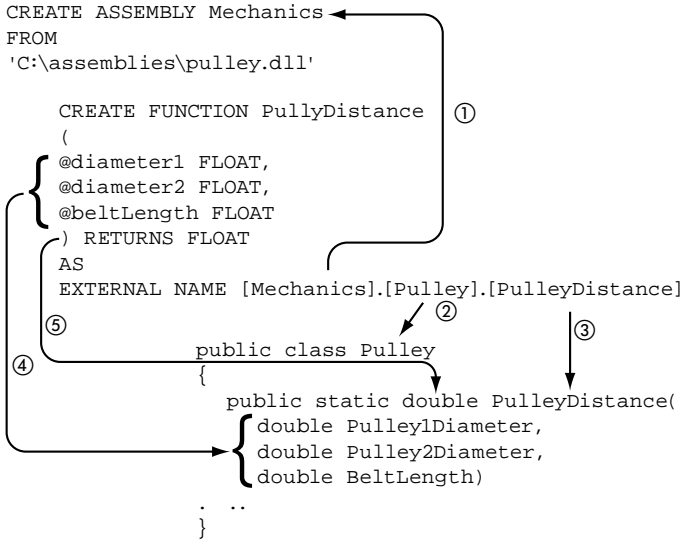 CREATE ASSEMBLY Mechanics
FROM
'C:\assemblies\pulley.dll'
CREATE FUNCTION PullyDistance
①
(
@diameter1 FLOAT,
@diameter2 FLOAT,
@beltLength FLOAT
) RETURNS FLOAT
AS
EXTERNAL NAME [Mechanics].[Pulley].[PulleyDistance]
②
⑤
③
public class Pulley
④
{
public static double PulleyDistance(
double Pulley1Diameter,
double Pulley2Diameter,
double BeltLength)
. ..
}